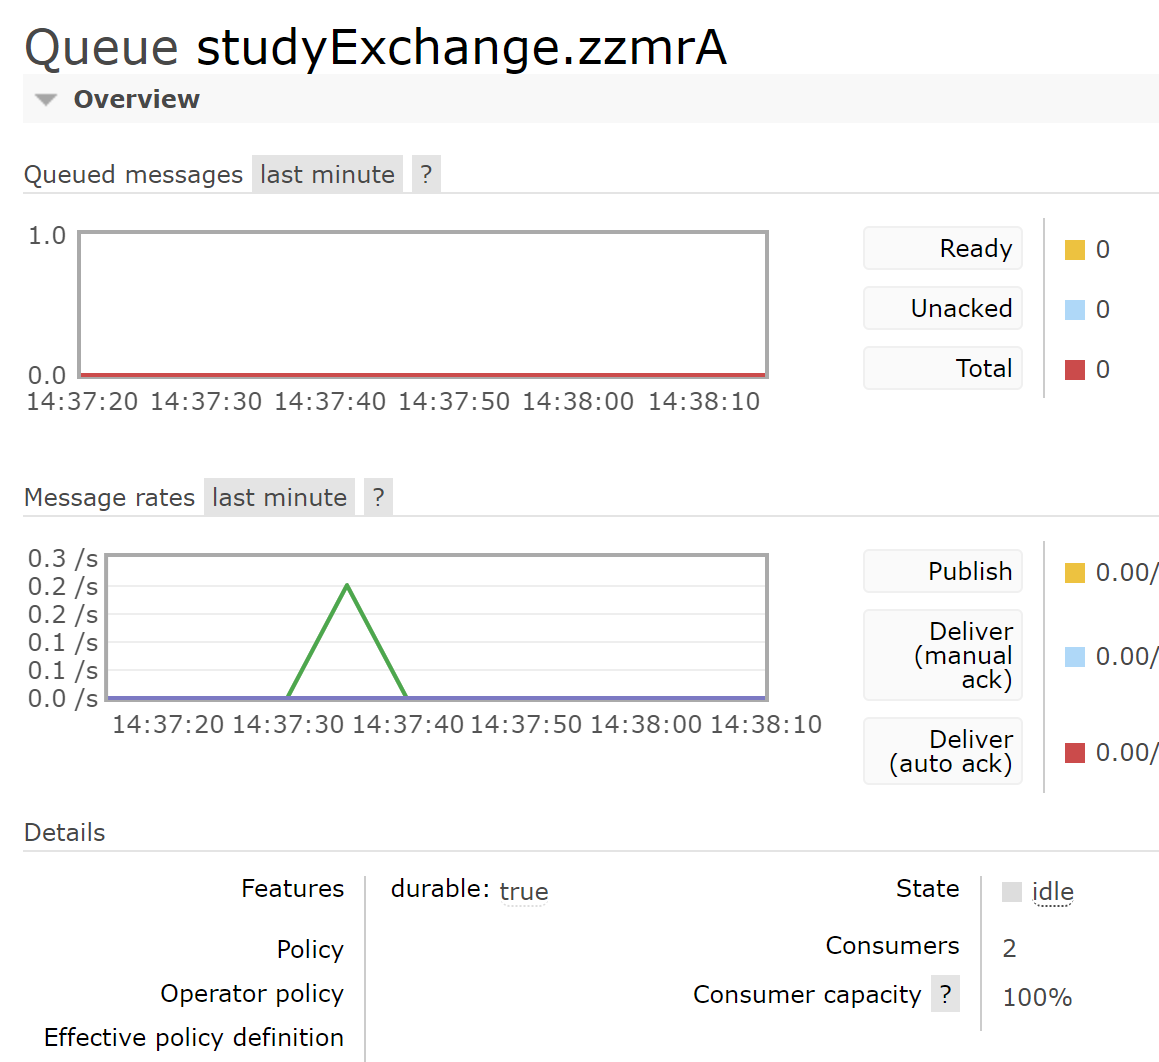 Queue studyExchange.zzmrA
Overview
Queued messages last minute ?
1.0
0.0
14:37:20 14:37:30 14:37:40 14:37:50 14:38:00 14:38:10
Ready 0
Unacked 0
Total 0
Message rates last minute ?
0.3 /s
0.2 /s
0.2 /s
0.1 /s
0.1 /s
0.0 /s
14:37:20 14:37:30 14:37:40 14:37:50 14:38:00 14:38:10
Publish 0.00/
Deliver
(manual 0.00/
ack)
Deliver
(auto ack) 0.00/
Details
Features durable: true
Policy
Operator policy
Effective policy definition
State idle
Consumers 2
Consumer capacity ? 100%